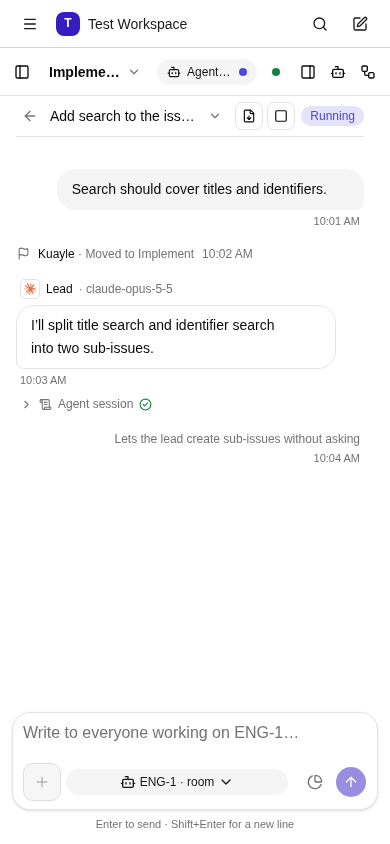 T Test Workspace
Impleme… Agent…
Add search to the iss… Running
Search should cover titles and identifiers.
10:01 AM
Kuayle · Moved to Implement 10:02 AM
Lead · claude-opus-5-5
I'll split title search and identifier search
into two sub-issues.
10:03 AM
Agent session
Lets the lead create sub-issues without asking
10:04 AM
Write to everyone working on ENG-1…
ENG-1 · room
Enter to send · Shift+Enter for a new line